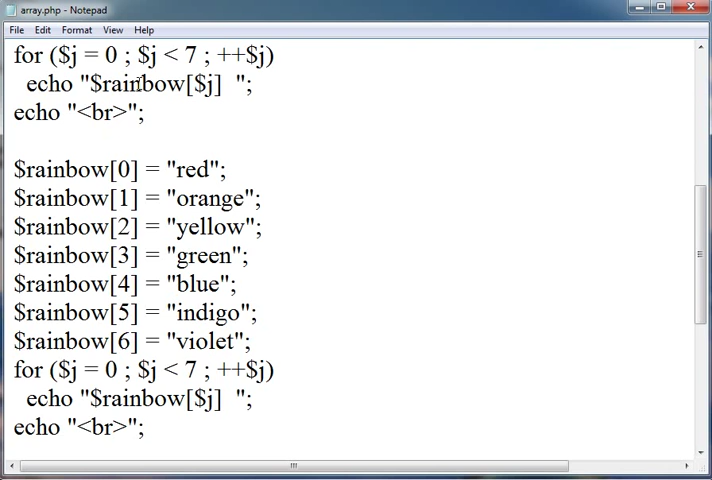 array.php - Notepad
File Edit Format View Help
for ($j = 0 ; $j < 7 ; ++$j)
  echo "$rainbow[$j]  ";
echo "<br>";

$rainbow[0] = "red";
$rainbow[1] = "orange";
$rainbow[2] = "yellow";
$rainbow[3] = "green";
$rainbow[4] = "blue";
$rainbow[5] = "indigo";
$rainbow[6] = "violet";
for ($j = 0 ; $j < 7 ; ++$j)
  echo "$rainbow[$j]  ";
echo "<br>";